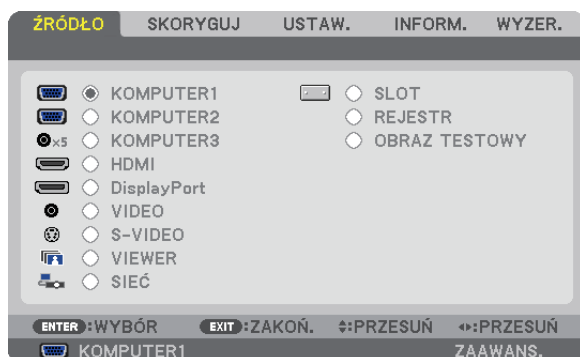 ŹRÓDŁO SKORYGUJ USTAW. INFORM. WYZER.
KOMPUTER1 SLOT
KOMPUTER2 REJESTR
×5 KOMPUTER3 OBRAZ TESTOWY
HDMI
DisplayPort
VIDEO
S-VIDEO
VIEWER
SIEĆ
ENTER:WYBÓR EXIT:ZAKOŃ. :PRZESUŃ :PRZESUŃ
KOMPUTER1 ZAAWANS.